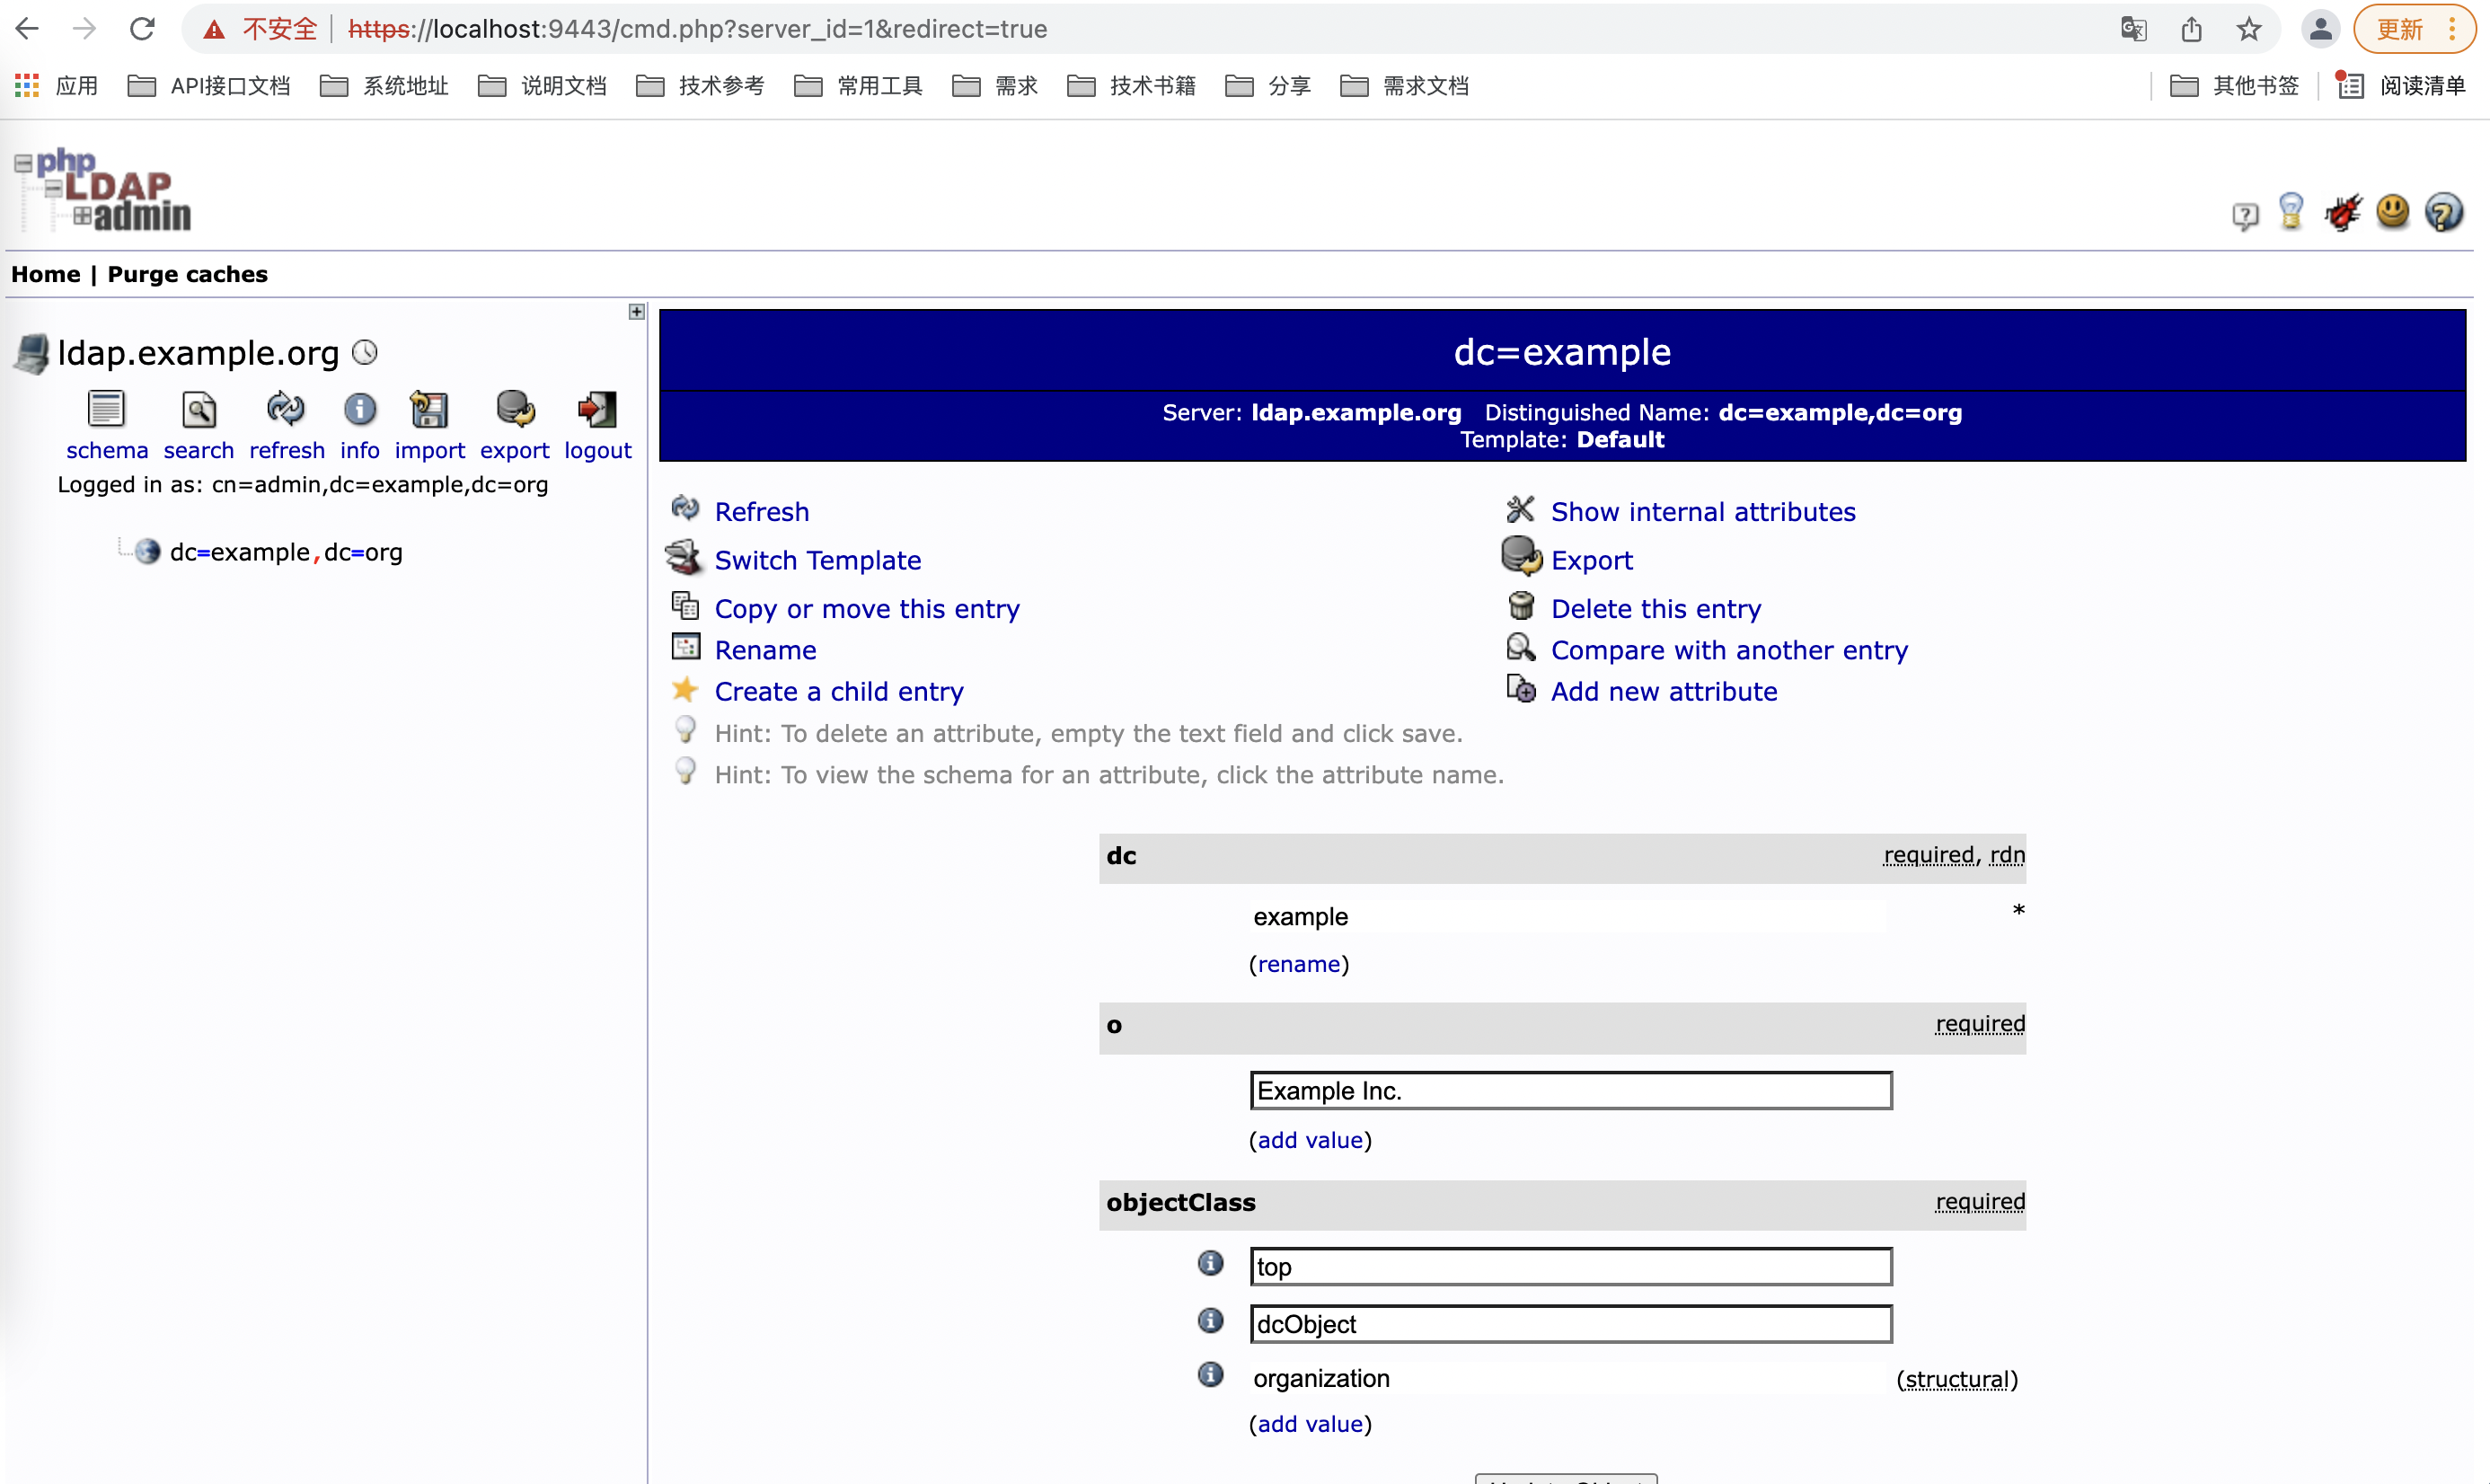 不安全 https://localhost:9443/cmd.php?server_id=1&redirect=true 更新
应用 API接口文档 系统地址 说明文档 技术参考 常用工具 需求 技术书籍 分享 需求文档 其他书签 阅读清单
php
LDAP
admin
Home | Purge caches
ldap.example.org
schema search refresh info import export logout
Logged in as: cn=admin,dc=example,dc=org
dc=example,dc=org
dc=example
Server: ldap.example.org Distinguished Name: dc=example,dc=org
Template: Default
Refresh Show internal attributes
Switch Template Export
Copy or move this entry Delete this entry
Rename Compare with another entry
Create a child entry Add new attribute
Hint: To delete an attribute, empty the text field and click save.
Hint: To view the schema for an attribute, click the attribute name.
dc required, rdn
example *
(rename)
o required
Example Inc.
(add value)
objectClass required
top
dcObject
organization (structural)
(add value)